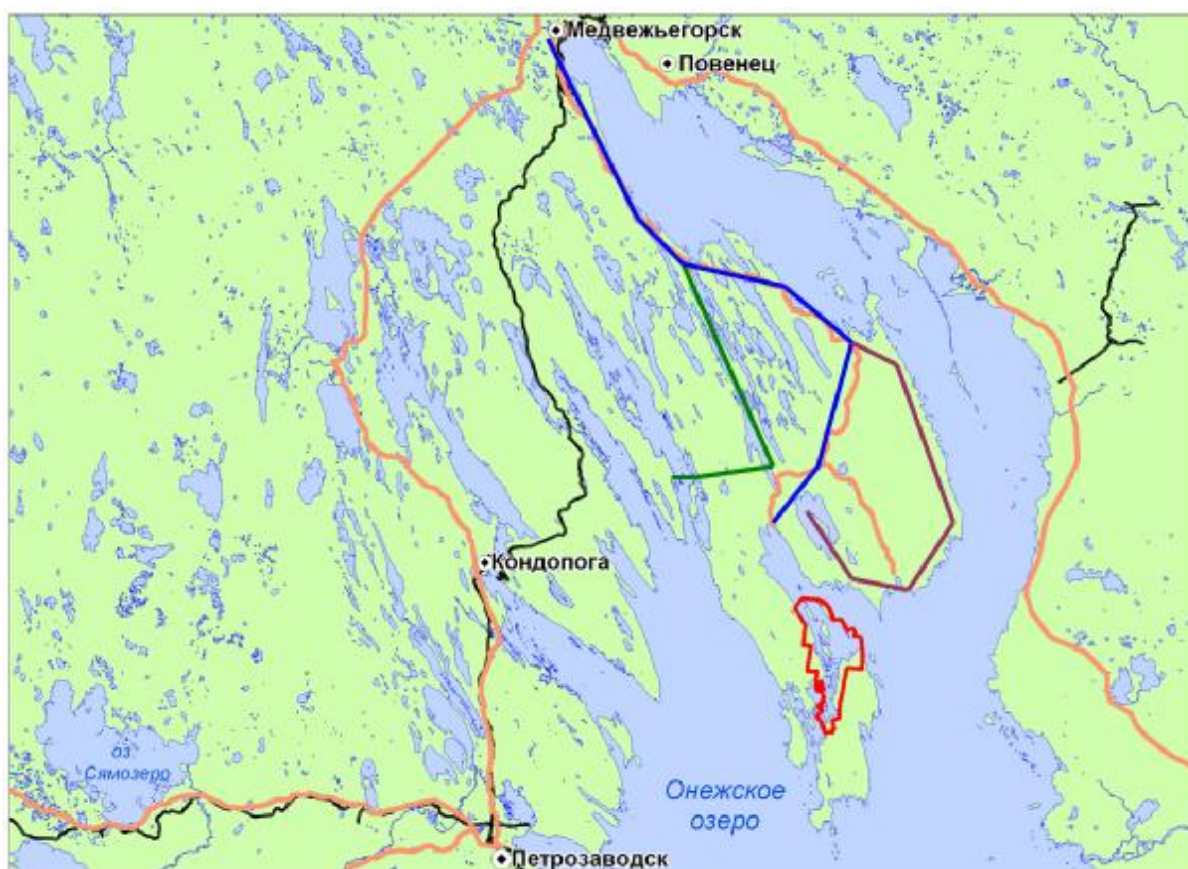 Медвежьегорск
Повенец
Кондопога
оз.
Сямозеро
Онежское
озеро
Петрозаводск